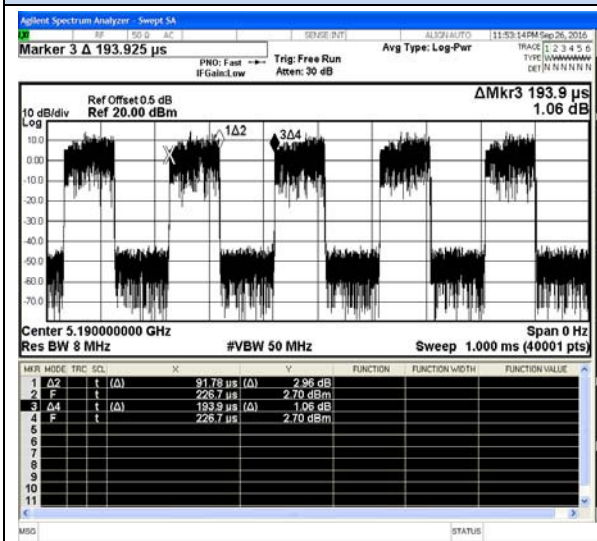 Agilent Spectrum Analyzer - Swept SA
RF 50 Ω AC SENSE:INT ALIGN AUTO 11:53:14 PM Sep 26, 2016
Marker 3 Δ 193.925 µs
PNO: Fast Trig: Free Run Avg Type: Log-Pwr TRACE 1 2 3 4 5 6
IFGain:Low Atten: 30 dB TYPE
DET N N N N N N
ΔMkr3 193.9 µs
Ref Offset 0.5 dB
10 dB/div Ref 20.00 dBm 1.06 dB
Log
10.0
0.00
-10.0
-20.0
-30.0
-40.0
-50.0
-60.0
-70.0
X 1Δ2 3Δ4
Center 5.190000000 GHz Span 0 Hz
Res BW 8 MHz #VBW 50 MHz Sweep 1.000 ms (40001 pts)
MKR MODE TRC SCL X Y FUNCTION FUNCTION WIDTH FUNCTION VALUE
1 Δ2 t (Δ) 91.78 µs (Δ) 2.96 dB
2 F t 226.7 µs 2.70 dBm
3 Δ4 t (Δ) 193.9 µs (Δ) 1.06 dB
4 F t 226.7 µs 2.70 dBm
5
6
7
8
9
10
11
MSG STATUS